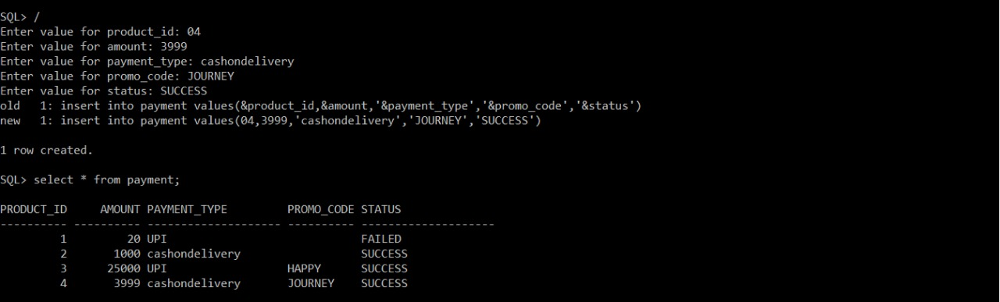 SQL> /
Enter value for product_id: 04
Enter value for amount: 3999
Enter value for payment_type: cashondelivery
Enter value for promo_code: JOURNEY
Enter value for status: SUCCESS
old   1: insert into payment values(&product_id,&amount,'&payment_type','&promo_code','&status')
new   1: insert into payment values(04,3999,'cashondelivery','JOURNEY','SUCCESS')
1 row created.
SQL> select * from payment;
PRODUCT_ID     AMOUNT PAYMENT_TYPE         PROMO_CODE STATUS
---------- ---------- -------------------- ---------- --------------------
         1         20 UPI                             FAILED
         2       1000 cashondelivery                  SUCCESS
         3      25000 UPI                  HAPPY      SUCCESS
         4       3999 cashondelivery       JOURNEY    SUCCESS